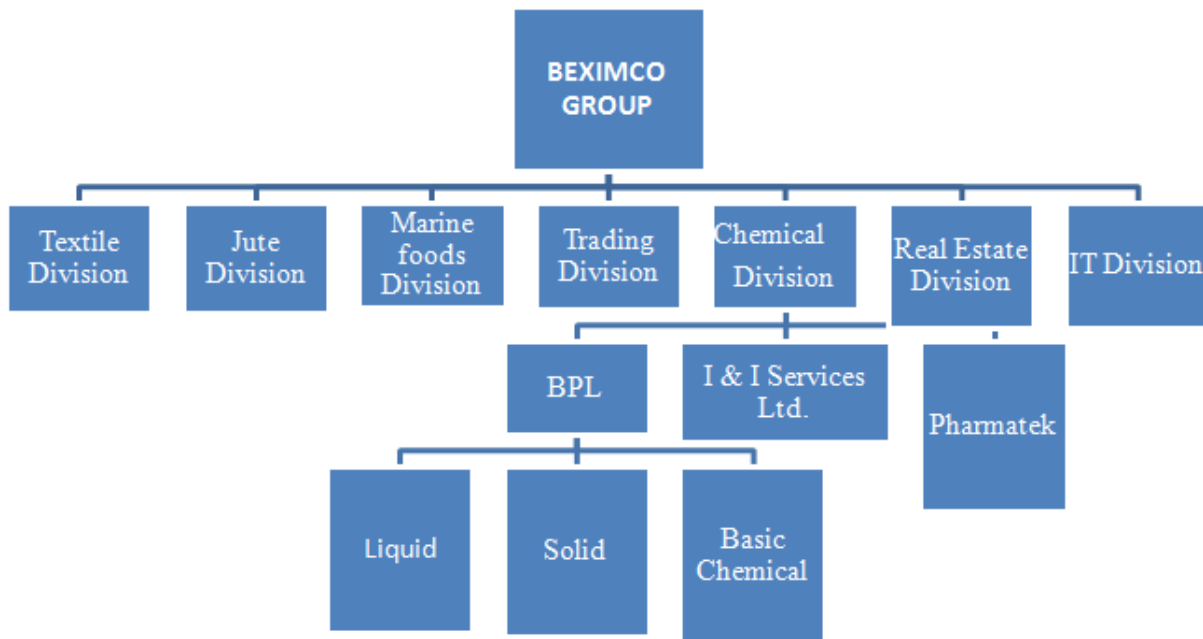 BEXIMCO
GROUP
Textile
Division
Jute
Division
Marine
foods
Division
Trading
Division
Chemical
Division
Real Estate
Division
IT Division
BPL
I & I Services
Ltd.
Pharmatek
Liquid
Solid
Basic
Chemical